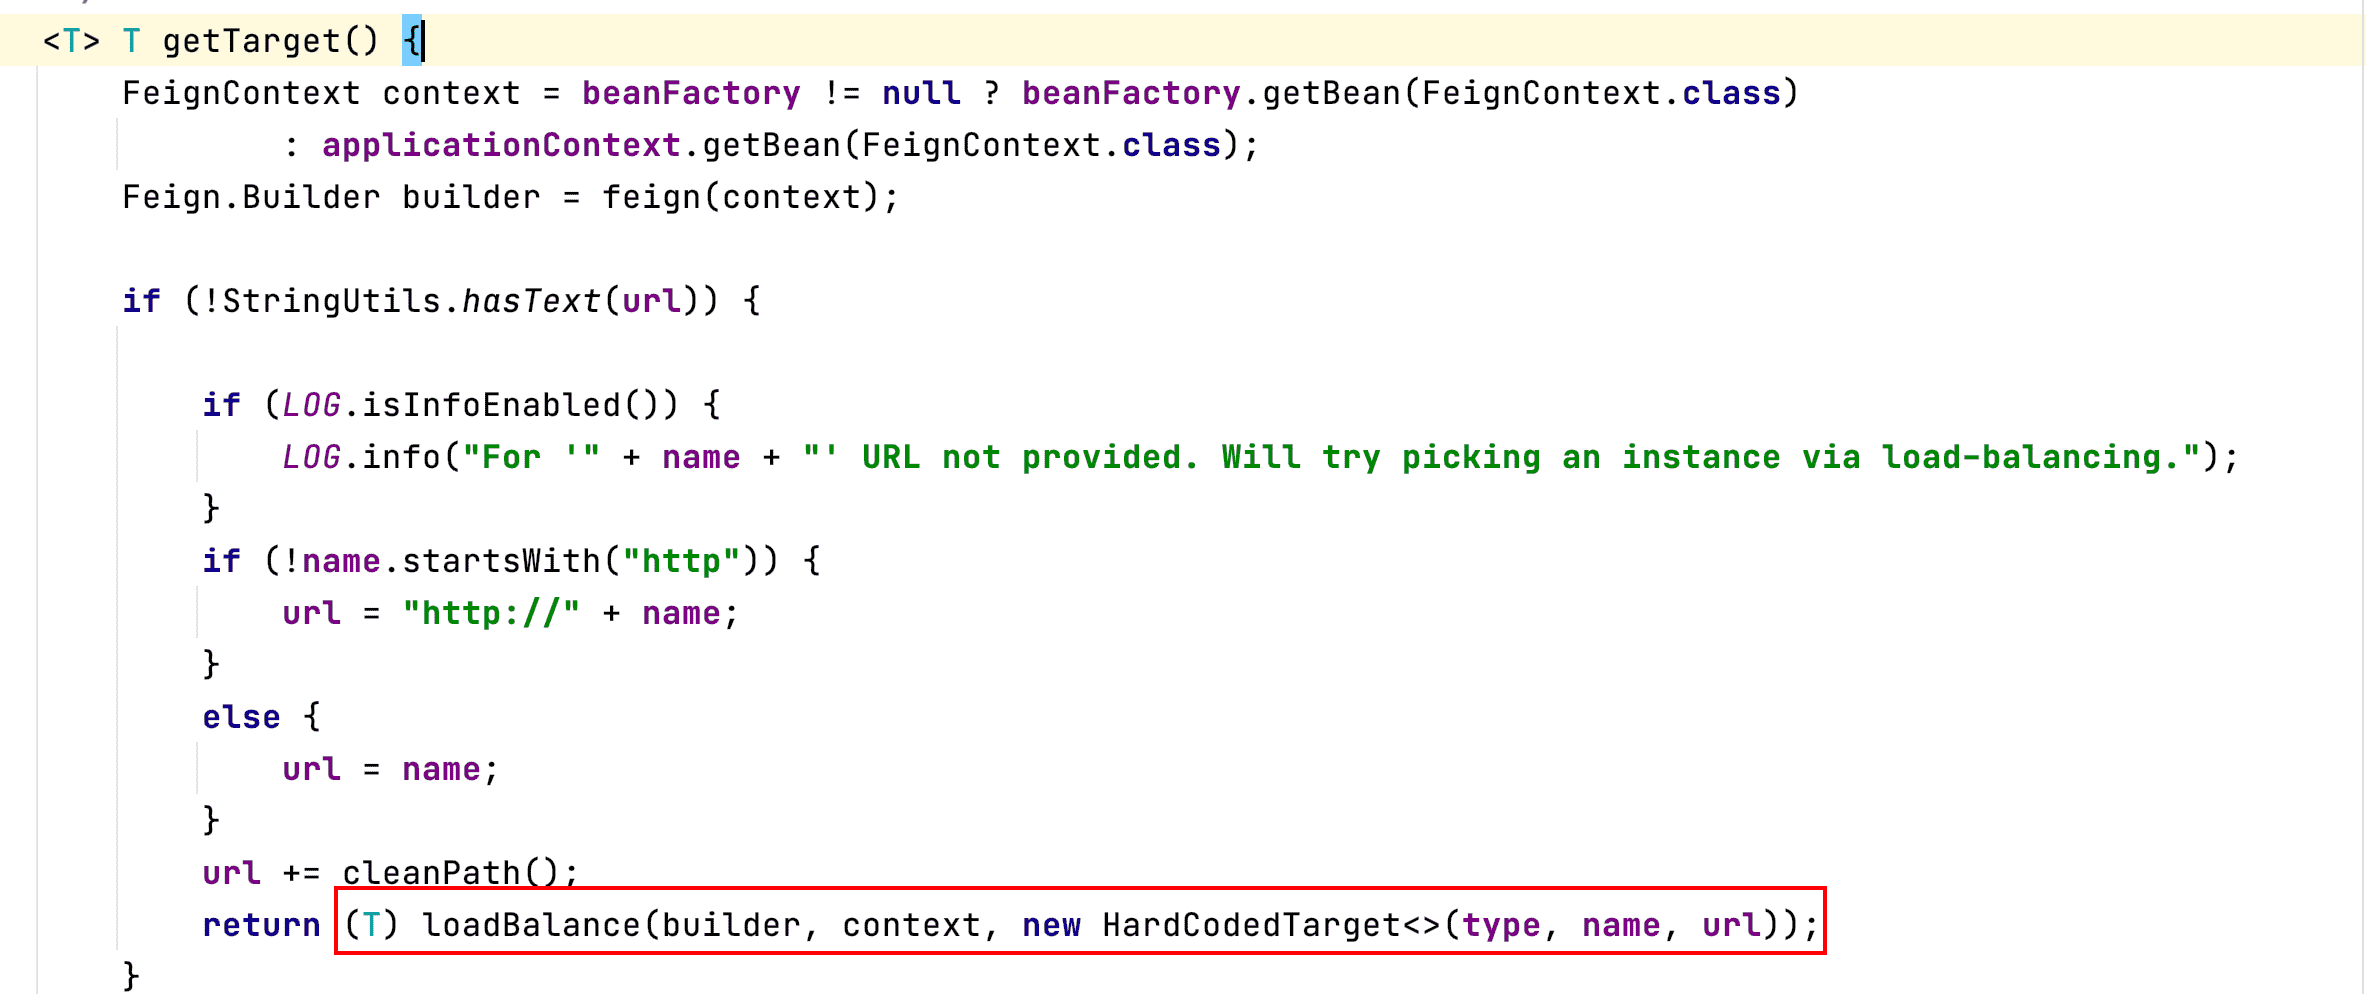 <T> T getTarget() {
FeignContext context = beanFactory != null ? beanFactory.getBean(FeignContext.class)
: applicationContext.getBean(FeignContext.class);
Feign.Builder builder = feign(context);
if (!StringUtils.hasText(url)) {
if (LOG.isInfoEnabled()) {
LOG.info("For '" + name + "' URL not provided. Will try picking an instance via load-balancing.");
}
if (!name.startsWith("http")) {
url = "http://" + name;
}
else {
url = name;
}
url += cleanPath();
return (T) loadBalance(builder, context, new HardCodedTarget<>(type, name, url));
}